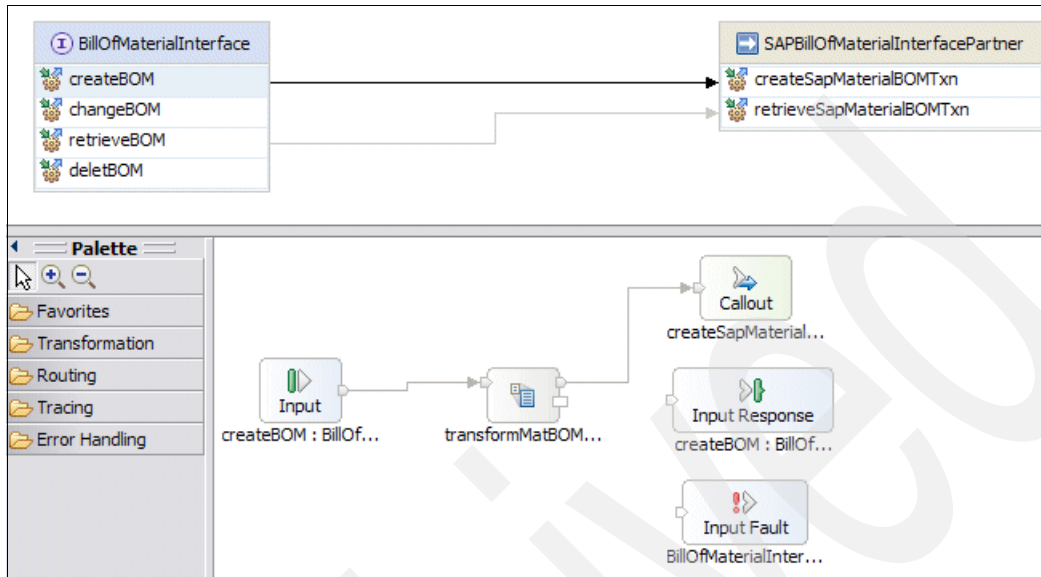 BillOfMaterialInterface
SAPBillOfMaterialInterfacePartner
createBOM
createSapMaterialBOMTxn
changeBOM
retrieveSapMaterialBOMTxn
retrieveBOM
deletBOM
Palette
Favorites
Transformation
Routing
Tracing
Error Handling
Callout
createSapMaterial...
Input
createBOM : BillOf...
transformMatBOM...
Input Response
createBOM : BillOf...
Input Fault
BillOfMaterialInter...